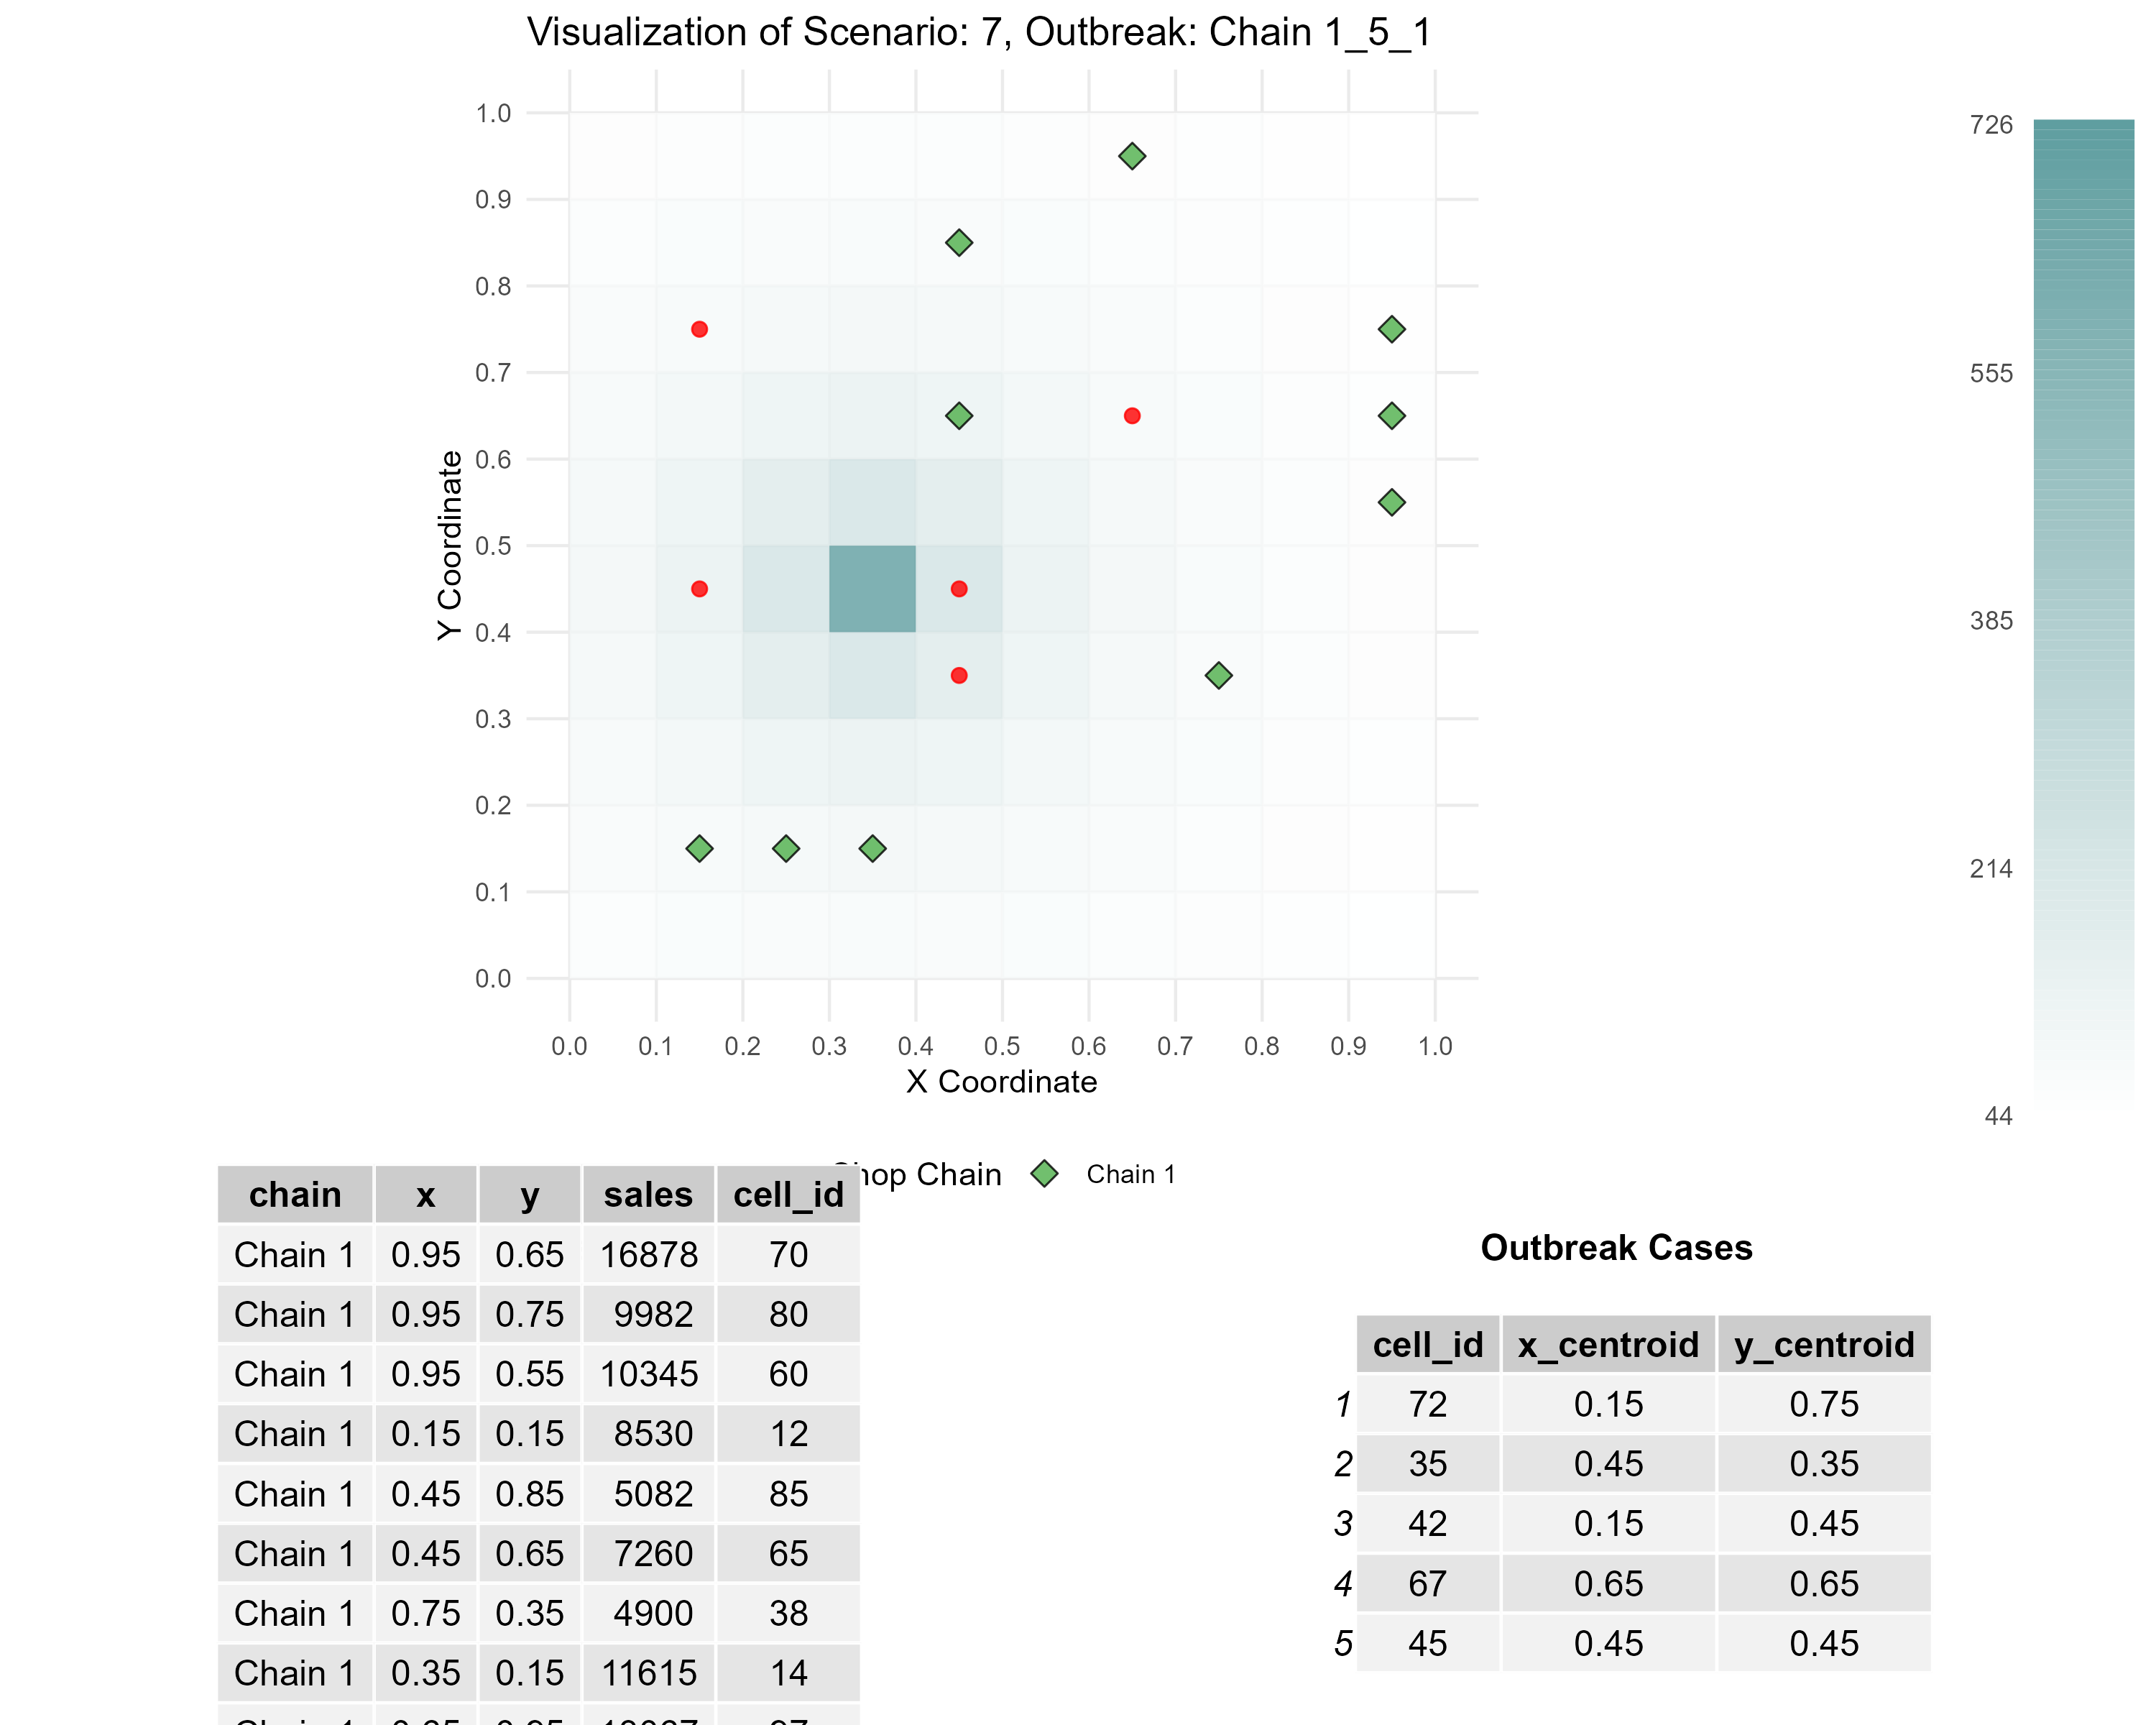 Visualization of Scenario: 7, Outbreak: Chain 1_5_1
1.0
0.9
0.8
0.7
0.6
0.5
0.4
0.3
0.2
0.1
0.0
Y Coordinate
0.0 0.1 0.2 0.3 0.4 0.5 0.6 0.7 0.8 0.9 1.0
X Coordinate
726
555
385
214
44
hop Chain Chain 1
chain x y sales cell_id
Chain 1 0.95 0.65 16878 70
Chain 1 0.95 0.75 9982 80
Chain 1 0.95 0.55 10345 60
Chain 1 0.15 0.15 8530 12
Chain 1 0.45 0.85 5082 85
Chain 1 0.45 0.65 7260 65
Chain 1 0.75 0.35 4900 38
Chain 1 0.35 0.15 11615 14
Outbreak Cases
cell_id x_centroid y_centroid
1 72 0.15 0.75
2 35 0.45 0.35
3 42 0.15 0.45
4 67 0.65 0.65
5 45 0.45 0.45